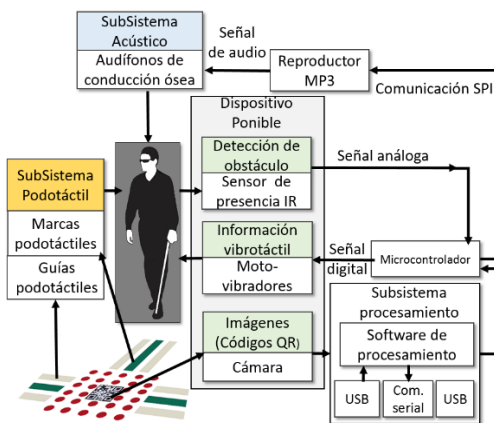 SubSistema
Acústico
Audífonos de
conducción ósea
Señal
de audio
Reproductor
MP3
Comunicación SPI
Dispositivo
Ponible
Detección de
obstáculo
Sensor de
presencia IR
Señal análoga
SubSistema
Podotáctil
Marcas
podotáctiles
Guías
podotáctiles
Información
vibrotáctil
Moto-
vibradores
Señal
digital
Microcontrolador
Imágenes
(Códigos QR)
Cámara
Subsistema
procesamiento
Software de
procesamiento
USB
Com.
serial
USB